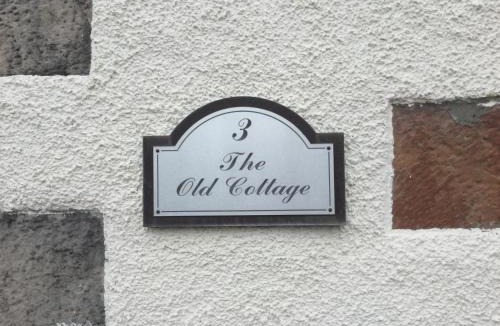 3
The
Old Cottage